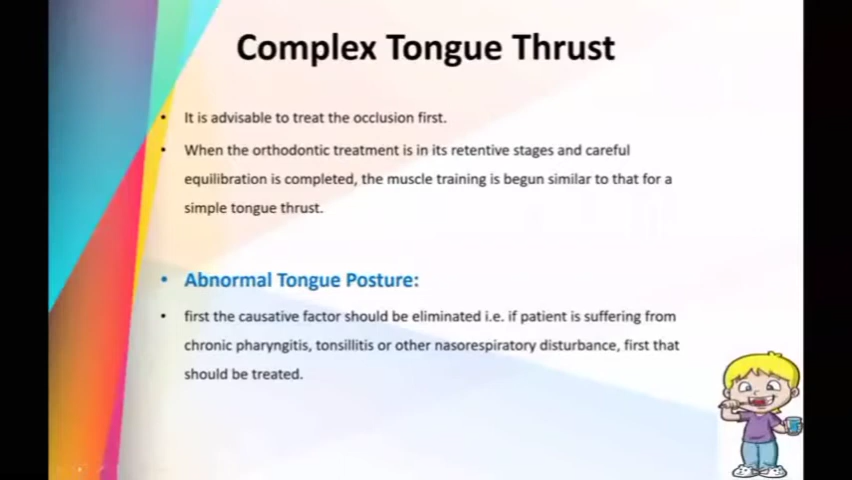 Complex Tongue Thrust
• It is advisable to treat the occlusion first.
• When the orthodontic treatment is in its retentive stages and careful
equilibration is completed, the muscle training is begun similar to that for a
simple tongue thrust.
• Abnormal Tongue Posture:
• first the causative factor should be eliminated i.e. if patient is suffering from
chronic pharyngitis, tonsillitis or other nasorespiratory disturbance, first that
should be treated.